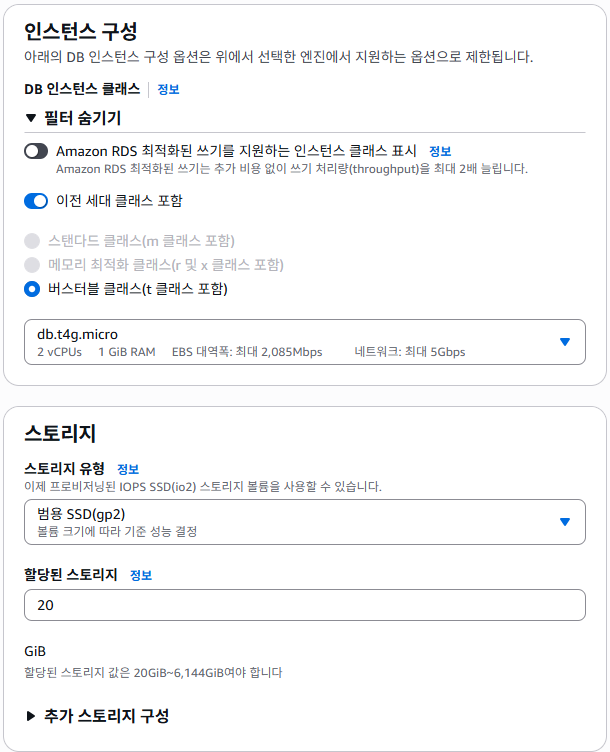 인스턴스 구성
아래의 DB 인스턴스 구성 옵션은 위에서 선택한 엔진에서 지원하는 옵션으로 제한됩니다.
DB 인스턴스 클래스 정보
필터 숨기기
Amazon RDS 최적화된 쓰기를 지원하는 인스턴스 클래스 표시 정보
Amazon RDS 최적화된 쓰기는 추가 비용 없이 쓰기 처리량(throughput)을 최대 2배 늘립니다.
이전 세대 클래스 포함
스탠다드 클래스(m 클래스 포함)
메모리 최적화 클래스(r 및 x 클래스 포함)
버스터블 클래스(t 클래스 포함)
db.t4g.micro
2 vCPUs 1 GiB RAM EBS 대역폭: 최대 2,085Mbps 네트워크: 최대 5Gbps
스토리지
스토리지 유형 정보
이제 프로비저닝된 IOPS SSD(io2) 스토리지 볼륨을 사용할 수 있습니다.
범용 SSD(gp2)
볼륨 크기에 따라 기준 성능 결정
할당된 스토리지 정보
20
GiB
할당된 스토리지 값은 20GiB~6,144GiB여야 합니다
추가 스토리지 구성